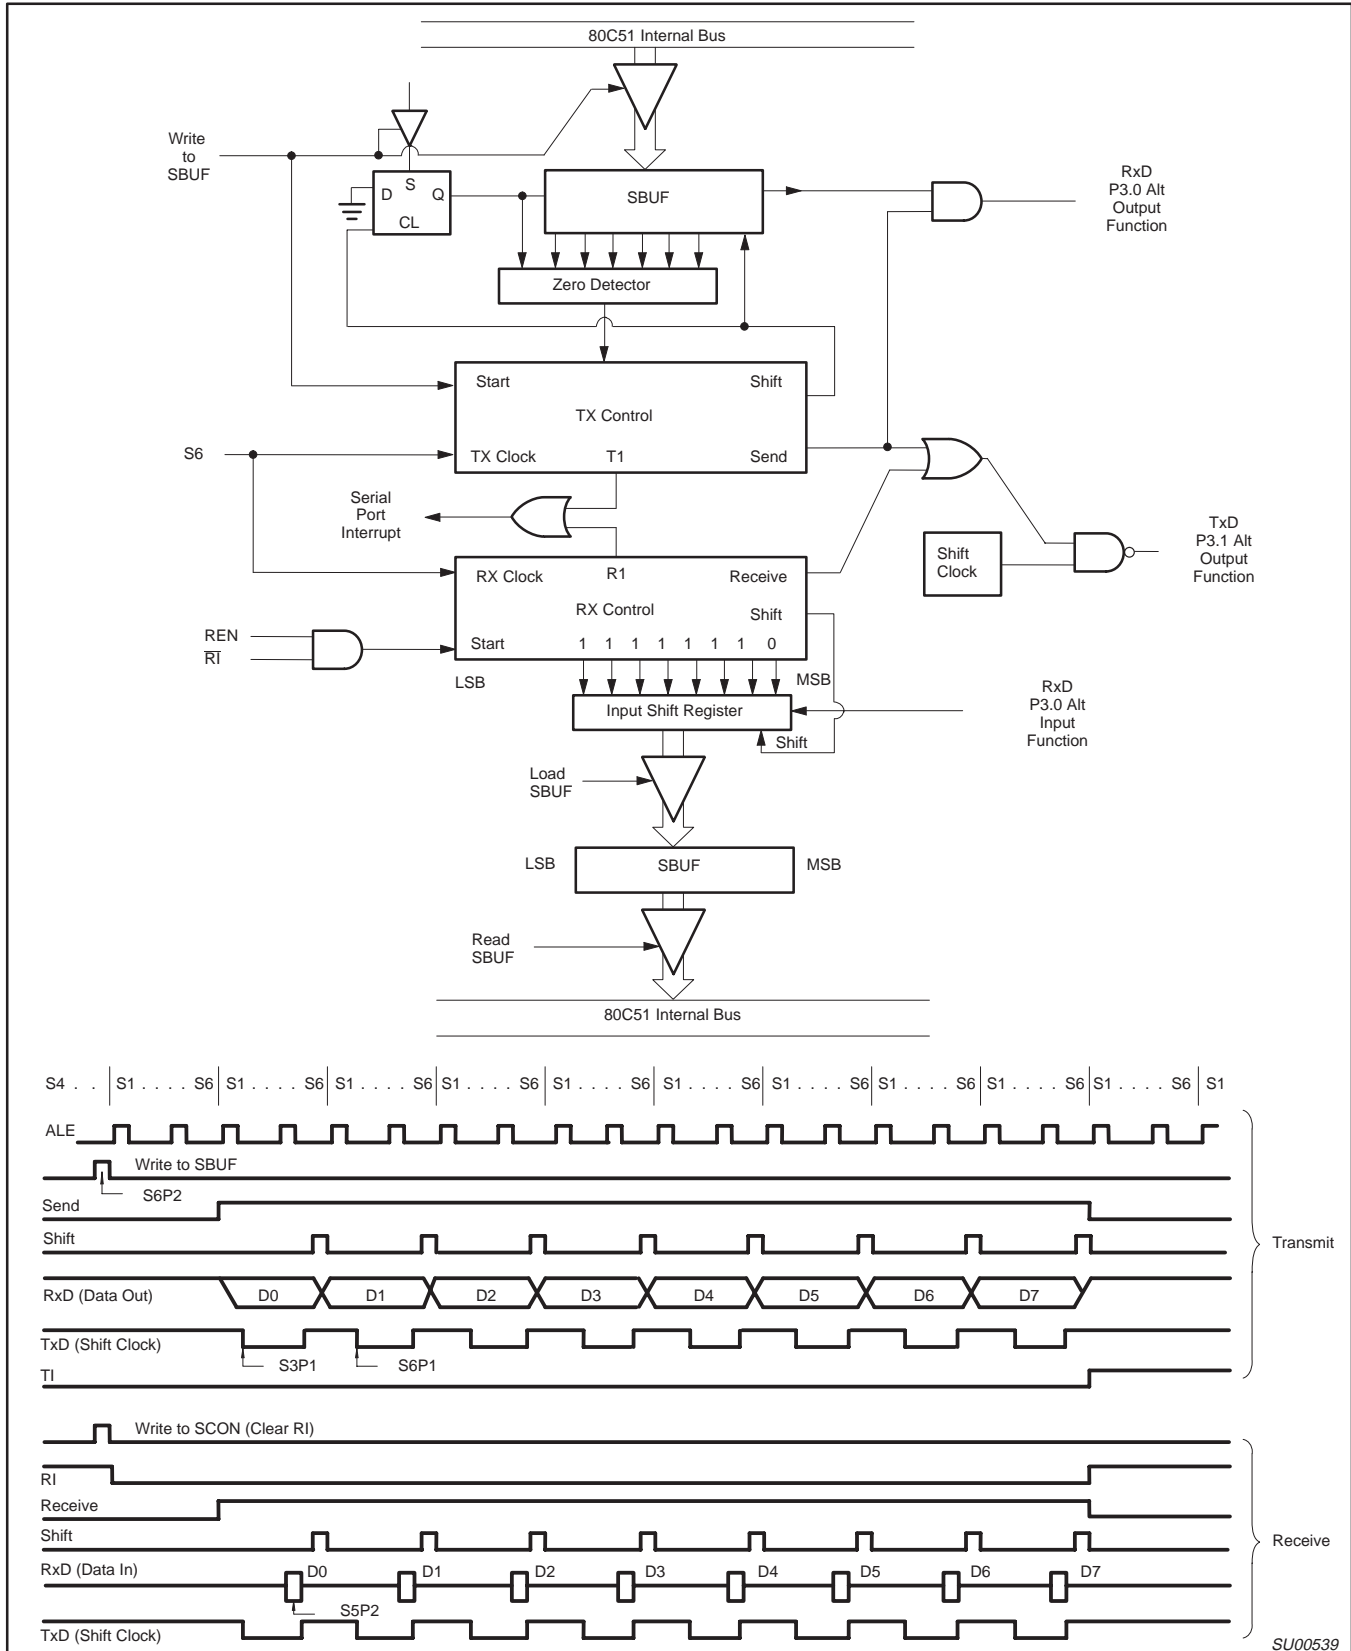 80C51 Internal Bus
Write
to
SBUF
D
S
Q
CL
SBUF
RxD
P3.0 Alt
Output
Function
Zero Detector
Start
Shift
TX Control
S6
TX Clock
T1
Send
Serial
Port
Interrupt
Shift
Clock
TxD
P3.1 Alt
Output
Function
RX Clock
R1
Receive
RX Control
Shift
REN
RI
Start
1 1 1 1 1 1 1 0
LSB
MSB
Input Shift Register
RxD
P3.0 Alt
Input
Function
Shift
Load
SBUF
LSB
SBUF
MSB
Read
SBUF
80C51 Internal Bus
S4 . . S1 . . . . S6 S1 . . . . S6 S1 . . . . S6 S1 . . . . S6 S1 . . . . S6 S1 . . . . S6 S1 . . . . S6 S1 . . . . S6 S1 . . . . S6 S1 . . . . S6 S1
ALE
Write to SBUF
S6P2
Send
Shift
Transmit
RxD (Data Out)
D0 D1 D2 D3 D4 D5 D6 D7
TxD (Shift Clock)
S3P1
S6P1
TI
Write to SCON (Clear RI)
RI
Receive
Shift
Receive
RxD (Data In)
D0 D1 D2 D3 D4 D5 D6 D7
S5P2
TxD (Shift Clock)
SU00539